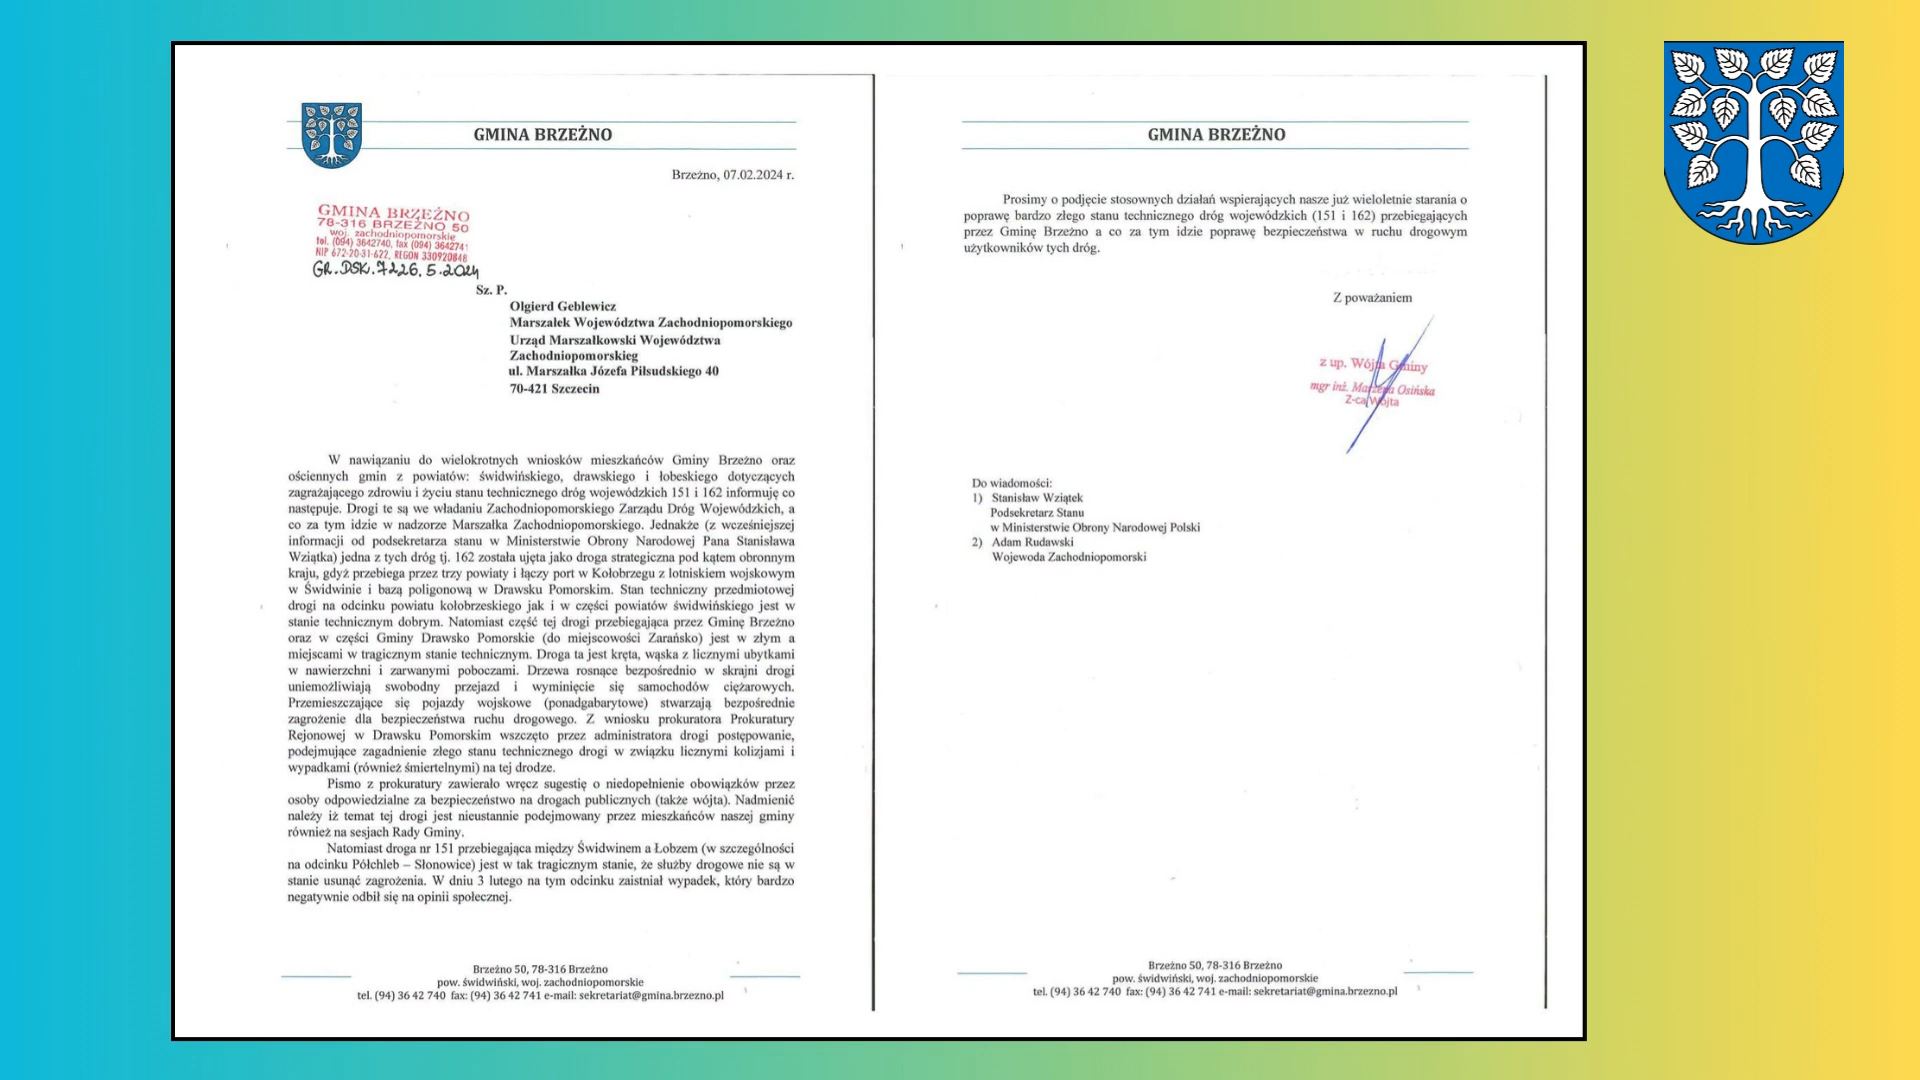 GMINA BRZEŻNO
Brzeżno, 07.02.2024 r.
GMINA BRZEŻNO
78-316 BRZEŻNO 50
woj. zachodniopomorskie
tel. (094) 3642740, fax (094) 3642741
NIP 672-20-31-622, REGON 330920848
GR.DSK.7226.5.2024
Sz. P.
Olgierd Geblewicz
Marszałek Województwa Zachodniopomorskiego
Urząd Marszałkowski Województwa
Zachodniopomorskieg
ul. Marszałka Józefa Piłsudskiego 40
70-421 Szczecin
W nawiązaniu do wielokrotnych wniosków mieszkańców Gminy Brzeżno oraz
ościennych gmin z powiatów: świdwińskiego, drawskiego i łobeskiego dotyczących
zagrażającego zdrowiu i życiu stanu technicznego dróg wojewódzkich 151 i 162 informuję co
następuje. Drogi te są we władaniu Zachodniopomorskiego Zarządu Dróg Wojewódzkich, a
co za tym idzie w nadzorze Marszałka Zachodniopomorskiego. Jednakże (z wcześniejszej
informacji od podsekretarza stanu w Ministerstwie Obrony Narodowej Pana Stanisława
Wziątka) jedna z tych dróg tj. 162 została ujęta jako droga strategiczna pod kątem obronnym
kraju, gdyż przebiega przez trzy powiaty i łączy port w Kołobrzegu z lotniskiem wojskowym
w Świdwinie i bazą poligonową w Drawsku Pomorskim. Stan techniczny przedmiotowej
drogi na odcinku powiatu kołobrzeskiego jak i w części powiatów świdwińskiego jest w
stanie technicznym dobrym. Natomiast część tej drogi przebiegająca przez Gminę Brzeżno
oraz w części Gminy Drawsko Pomorskie (do miejscowości Zarańsko) jest w złym a
miejscami w tragicznym stanie technicznym. Droga ta jest kręta, wąska z licznymi ubytkami
w nawierzchni i zarwanymi poboczami. Drzewa rosnące bezpośrednio w skrajni drogi
uniemożliwiają swobodny przejazd i wyminięcie się samochodów ciężarowych.
Przemieszczające się pojazdy wojskowe (ponadgabarytowe) stwarzają bezpośrednie
zagrożenie dla bezpieczeństwa ruchu drogowego. Z wniosku prokuratora Prokuratury
Rejonowej w Drawsku Pomorskim wszczęto przez administratora drogi postępowanie,
podejmujące zagadnienie złego stanu technicznego drogi w związku licznymi kolizjami i
wypadkami (również śmiertelnymi) na tej drodze.
Pismo z prokuratury zawierało wręcz sugestię o niedopełnienie obowiązków przez
osoby odpowiedzialne za bezpieczeństwo na drogach publicznych (także wójta). Nadmienić
należy iż temat tej drogi jest nieustannie podejmowany przez mieszkańców naszej gminy
również na sesjach Rady Gminy.
Natomiast droga nr 151 przebiegająca między Świdwinem a Łobzem (w szczególności
na odcinku Półchleb – Słonowice) jest w tak tragicznym stanie, że służby drogowe nie są w
stanie usunąć zagrożenia. W dniu 3 lutego na tym odcinku zaistniał wypadek, który bardzo
negatywnie odbił się na opinii społecznej.
Brzeżno 50, 78-316 Brzeżno
pow. świdwiński, woj. zachodniopomorskie
tel. (94) 36 42 740 fax: (94) 36 42 741 e-mail: sekretariat@gmina.brzezno.pl
GMINA BRZEŻNO
Prosimy o podjęcie stosownych działań wspierających nasze już wieloletnie starania o
poprawę bardzo złego stanu technicznego dróg wojewódzkich (151 i 162) przebiegających
przez Gminę Brzeżno a co za tym idzie poprawę bezpieczeństwa w ruchu drogowym
użytkowników tych dróg.
Z poważaniem
z up. Wójta Gminy
mgr inż. Marzena Osińska
Z-ca Wójta
Do wiadomości:
1) Stanisław Wziątek
Podsekretarz Stanu
w Ministerstwie Obrony Narodowej Polski
2) Adam Rudawski
Wojewoda Zachodniopomorski
Brzeżno 50, 78-316 Brzeżno
pow. świdwiński, woj. zachodniopomorskie
tel. (94) 36 42 740 fax: (94) 36 42 741 e-mail: sekretariat@gmina.brzezno.pl